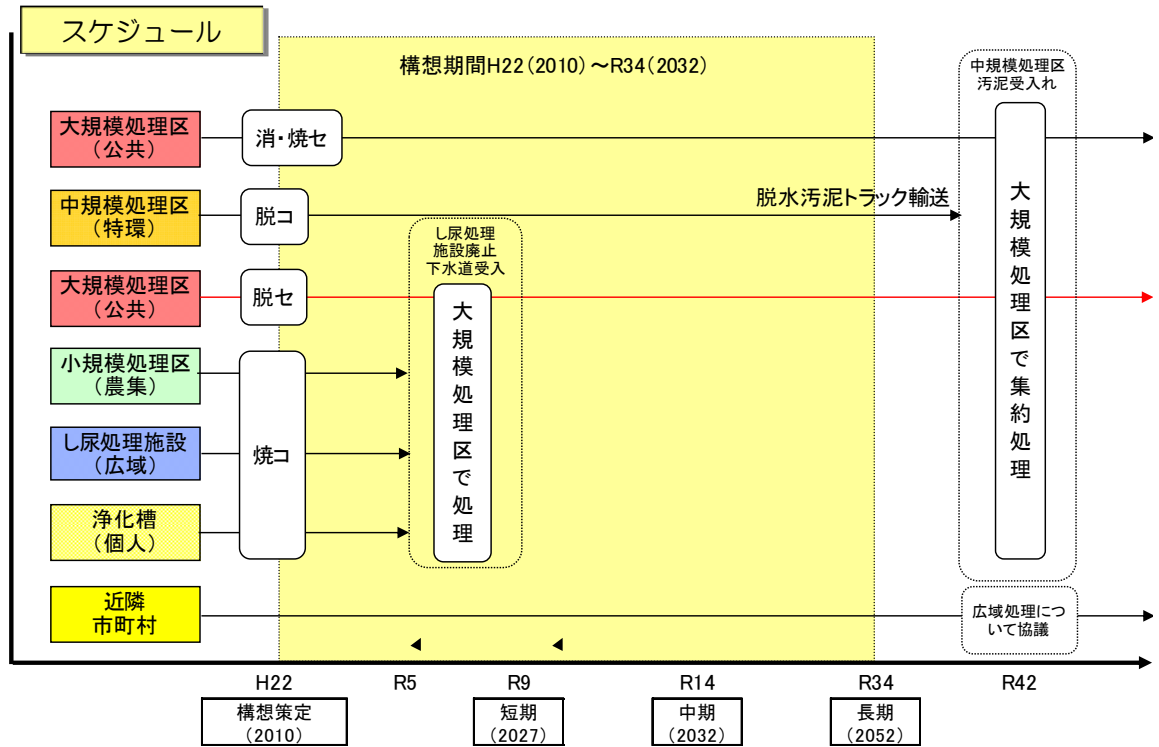 スケジュール
構想期間H22(2010)～R34(2032)
中規模処理区
汚泥受入れ
大規模処理区
(公共)
消・焼セ
中規模処理区
(特環)
脱コ
脱水汚泥トラック輸送
し尿処理
施設廃止
下水道受入
大規模処理区
(公共)
脱セ
大規模処理区で処理
大規模処理区で集約処理
小規模処理区
(農集)
し尿処理施設
(広域)
焼コ
浄化槽
(個人)
近隣
市町村
広域処理につ
いて協議
H22
R5
R9
R14
R34
R42
構想策定
(2010)
短期
(2027)
中期
(2032)
長期
(2052)